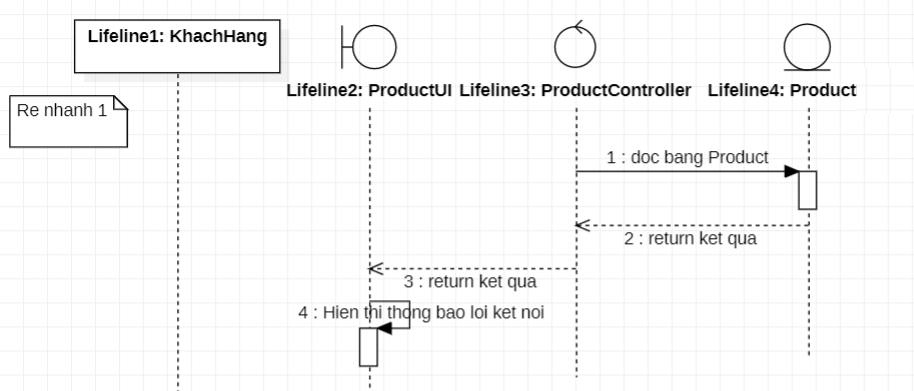 Lifeline1: KhachHang
Lifeline2: ProductUI
Lifeline3: ProductController
Lifeline4: Product
Re nhanh 1
1 : doc bang Product
2 : return ket qua
3 : return ket qua
4 : Hien thi thong bao loi ket noi